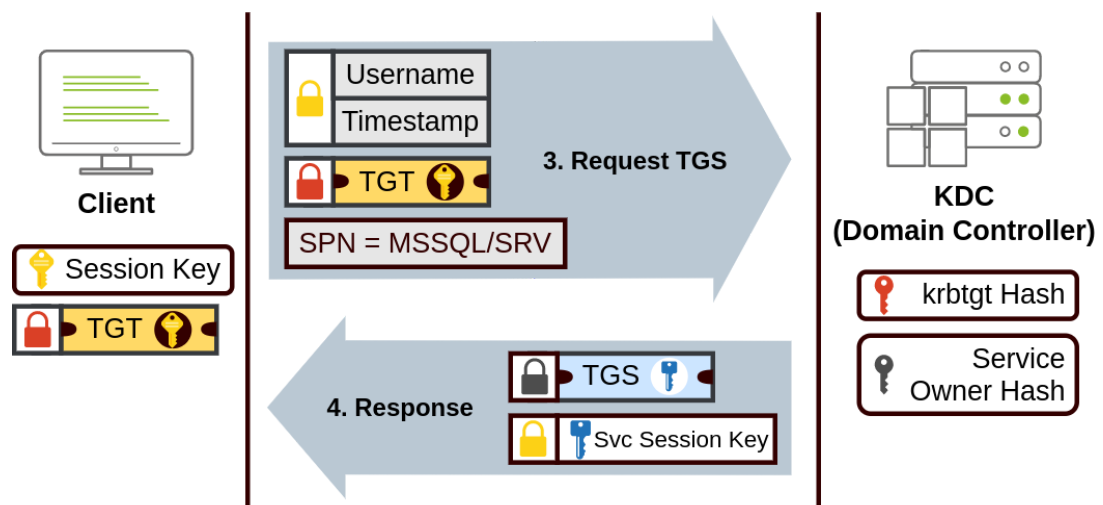 Client
Session Key
TGT
Username
Timestamp
TGT
SPN = MSSQL/SRV
3. Request TGS
4. Response
TGS
Svc Session Key
KDC
(Domain Controller)
krbtgt Hash
Service
Owner Hash